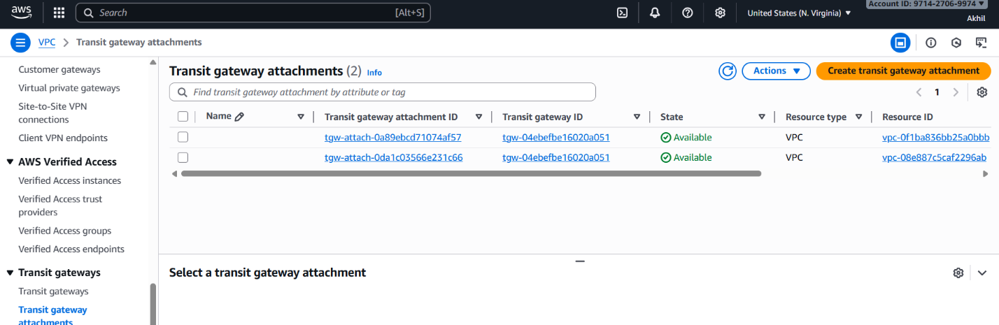 aws
Search
[Alt+S]
United States (N. Virginia)
Account ID: 9714-2706-9974
Akhil
VPC
Transit gateway attachments
Customer gateways
Virtual private gateways
Site-to-Site VPN
connections
Client VPN endpoints
AWS Verified Access
Verified Access instances
Verified Access trust
providers
Verified Access groups
Verified Access endpoints
Transit gateways
Transit gateways
Transit gateway
attachments
Transit gateway attachments (2) Info
Actions
Create transit gateway attachment
Find transit gateway attachment by attribute or tag
1
Name Transit gateway attachment ID Transit gateway ID State Resource type Resource ID
tgw-attach-0a89ebcd71074af57 tgw-04ebefbe16020a051 Available VPC vpc-0f1ba836bb25a0bbb
tgw-attach-0da1c03566e231c66 tgw-04ebefbe16020a051 Available VPC vpc-08e887c5caf2296ab
Select a transit gateway attachment